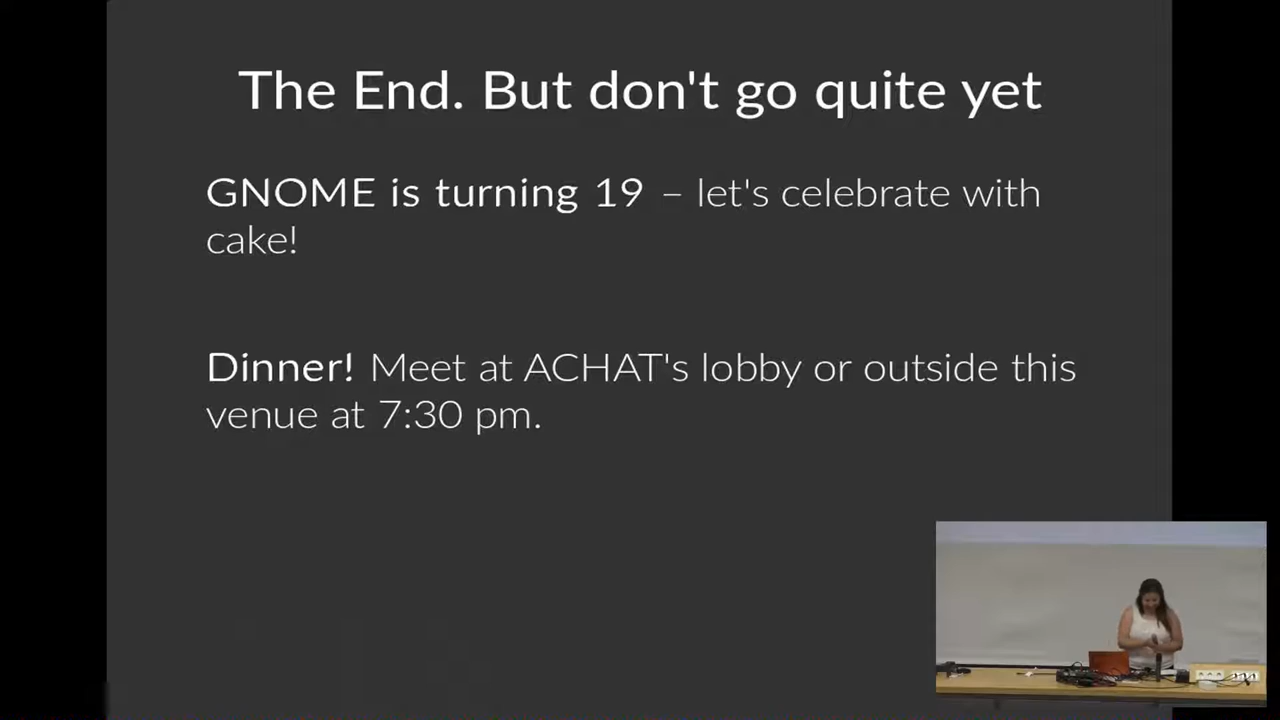 The End. But don't go quite yet
GNOME is turning 19 – let's celebrate with
cake!
Dinner! Meet at ACHAT's lobby or outside this
venue at 7:30 pm.